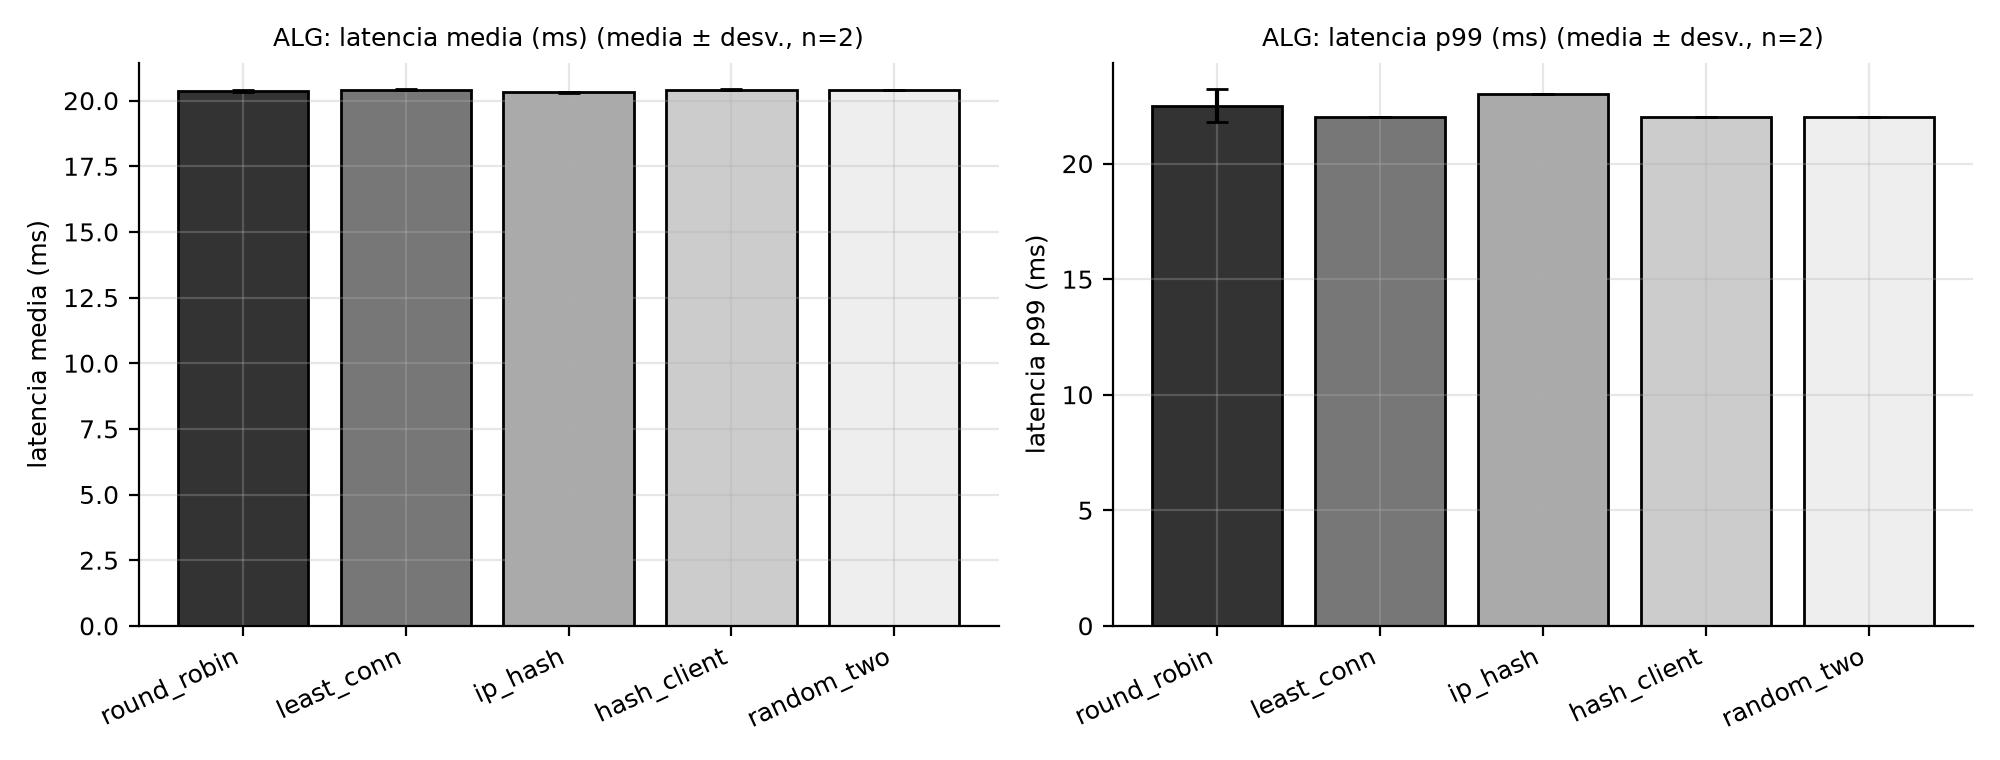 ALG: latencia media (ms) (media ± desv., n=2)
latencia media (ms)
20.0
17.5
15.0
12.5
10.0
7.5
5.0
2.5
0.0
round_robin
least_conn
ip_hash
hash_client
random_two
ALG: latencia p99 (ms) (media ± desv., n=2)
latencia p99 (ms)
20
15
10
5
0
round_robin
least_conn
ip_hash
hash_client
random_two